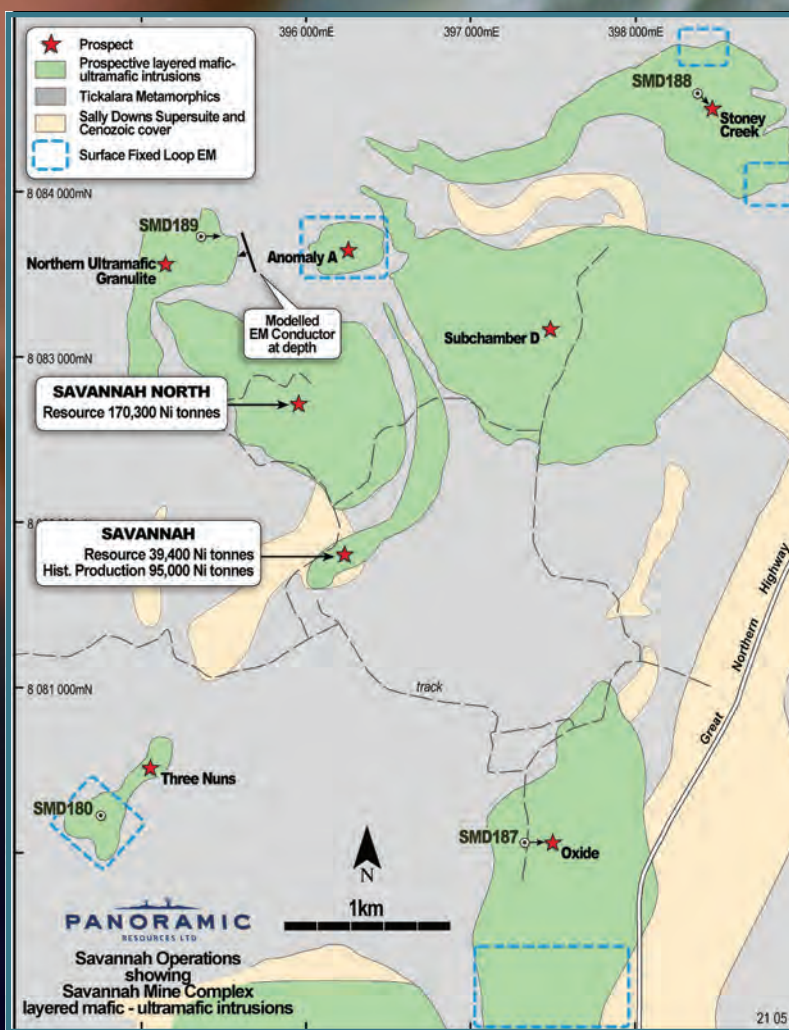 396 000mE
397 000mE
398 000mE
Prospect
Prospective layered mafic-
ultramafic intrusions
Tickalara Metamorphics
Sally Downs Supersuite and
Cenozoic cover
Surface Fixed Loop EM
SMD188
Stoney
Creek
8 084 000mN
SMD189
Northern Ultramafic
Granulite
Anomaly A
Modelled
EM Conductor
at depth
Subchamber D
8 083 000mN
SAVANNAH NORTH
Resource 170,300 Ni tonnes
SAVANNAH
Resource 39,400 Ni tonnes
Hist. Production 95,000 Ni tonnes
Great Northern Highway
8 081 000mN
track
Three Nuns
SMD180
SMD187
Oxide
N
1km
PANORAMIC
RESOURCES LTD
Savannah Operations
showing
Savannah Mine Complex
layered mafic - ultramafic intrusions
21 05